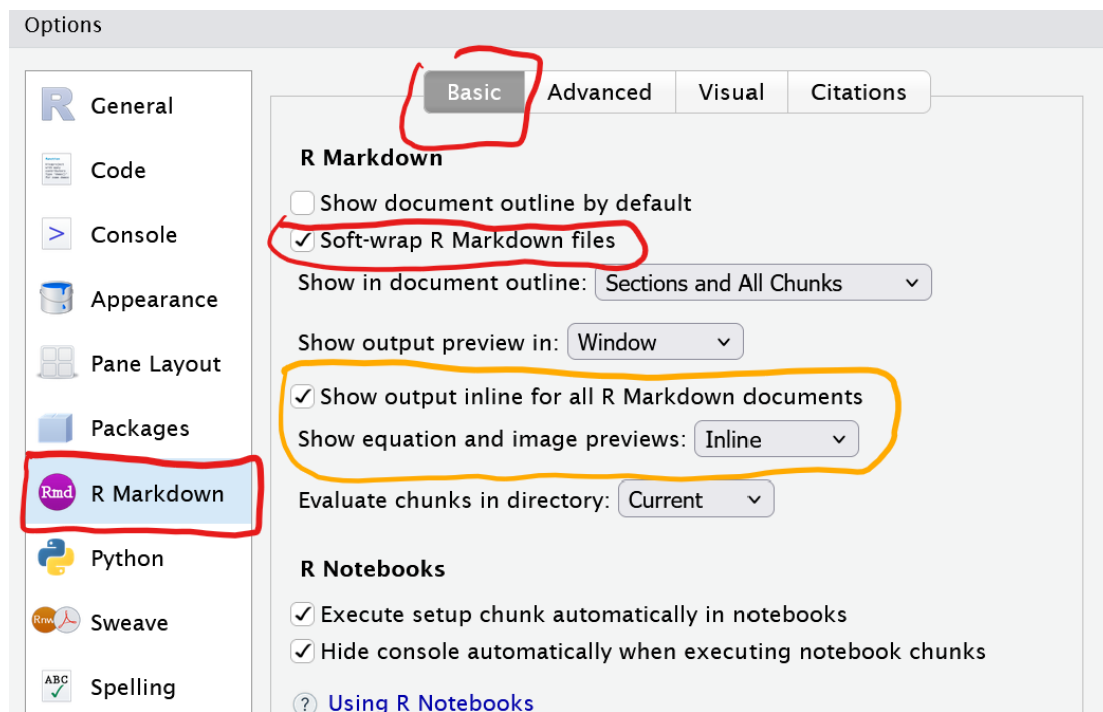 Options
R General
Code
> Console
Appearance
Pane Layout
Packages
Rmd R Markdown
Python
Rnw Sweave
ABC Spelling
Basic Advanced Visual Citations
R Markdown
Show document outline by default
Soft-wrap R Markdown files
Show in document outline: Sections and All Chunks
Show output preview in: Window
Show output inline for all R Markdown documents
Show equation and image previews: Inline
Evaluate chunks in directory: Current
R Notebooks
Execute setup chunk automatically in notebooks
Hide console automatically when executing notebook chunks
? Using R Notebooks